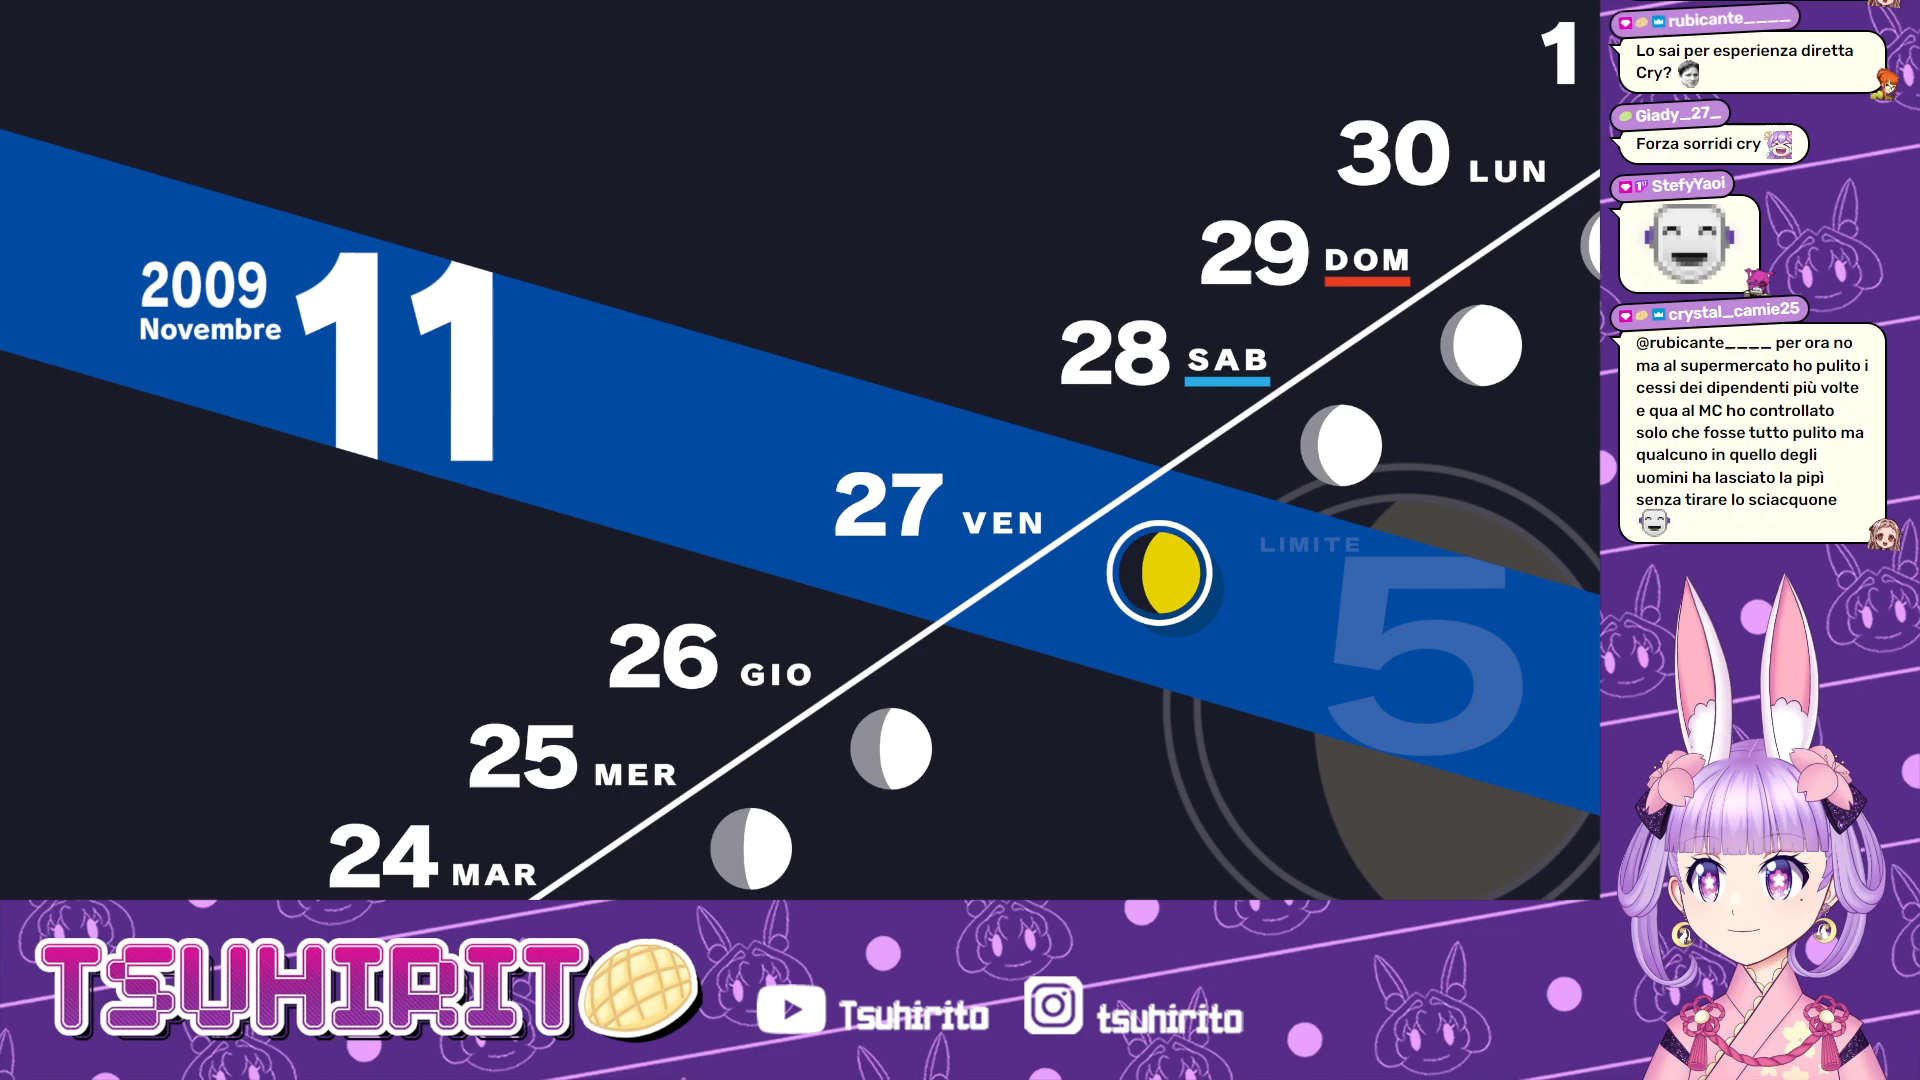 1
30 LUN
29 DOM
28 SAB
2009
Novembre
11
27 VEN
LIMITE
5
26 GIO
25 MER
24 MAR
rubicante____
Lo sai per esperienza diretta
Cry?
Giady_27_
Forza sorridi cry
StefyYaoi
crystal_camie25
@rubicante____ per ora no
ma al supermercato ho pulito i
cessi dei dipendenti più volte
e qua al MC ho controllato
solo che fosse tutto pulito ma
qualcuno in quello degli
uomini ha lasciato la pipì
senza tirare lo sciacquone
TSUHIRIT
Tsuhirito
tsuhirito